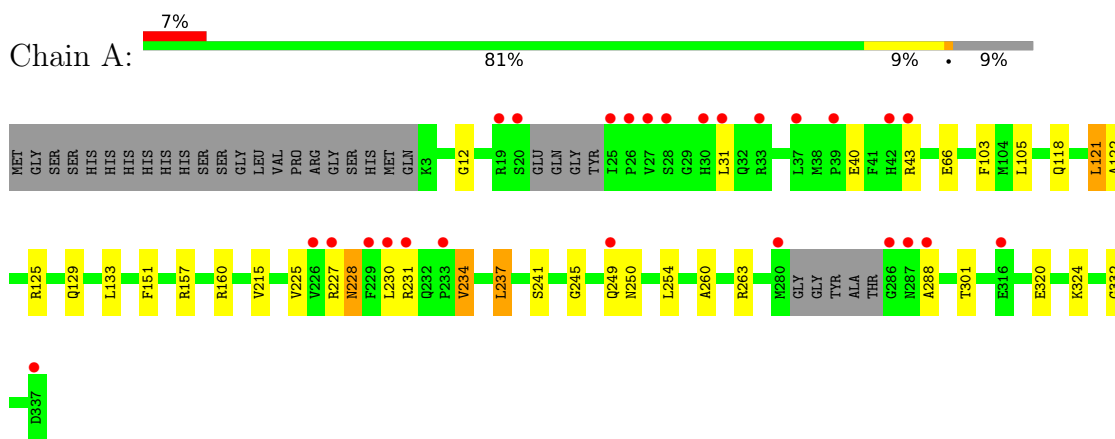 7%
Chain A:
81% 9% • 9%
MET GLY SER SER HIS HIS HIS HIS HIS HIS SER SER GLY LEU VAL PRO ARG GLY SER HIS MET GLN K3 G12 R19 S20 GLU GLN GLY TYR I25 P26 V27 S28 G29 H30 L31 Q32 R33 L37 M38 P39 E40 F41 H42 R43 E66 F103 M104 L105 Q118 L121 A122
R125 Q129 L133 F151 R157 R160 V215 V225 V226 R227 N228 F229 L230 R231 Q232 P233 V234 L237 S241 G245 Q249 N250 L254 A260 R263 M280 GLY GLY TYR ALA THR G286 N287 A288 T301 E316 E320 K324
D337